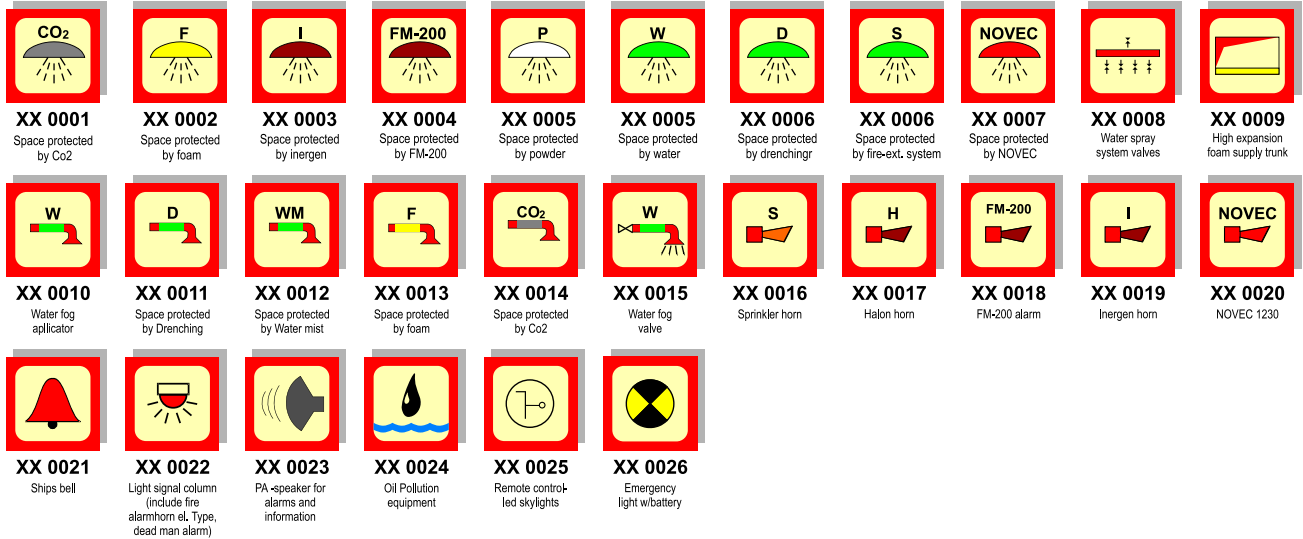 CO₂
F
I
FM-200
P
W
D
S
NOVEC
XX 0001
Space protected
by Co2
XX 0002
Space protected
by foam
XX 0003
Space protected
by inergen
XX 0004
Space protected
by FM-200
XX 0005
Space protected
by powder
XX 0005
Space protected
by water
XX 0006
Space protected
by drenchingr
XX 0006
Space protected
by fire-ext. system
XX 0007
Space protected
by NOVEC
XX 0008
Water spray
system valves
XX 0009
High expansion
foam supply trunk
W
D
WM
F
CO₂
W
S
H
FM-200
I
NOVEC
XX 0010
Water fog
apllicator
XX 0011
Space protected
by Drenching
XX 0012
Space protected
by Water mist
XX 0013
Space protected
by foam
XX 0014
Space protected
by Co2
XX 0015
Water fog
valve
XX 0016
Sprinkler horn
XX 0017
Halon horn
XX 0018
FM-200 alarm
XX 0019
Inergen horn
XX 0020
NOVEC 1230
XX 0021
Ships bell
XX 0022
Light signal column
(include fire
alarmhorn el. Type,
dead man alarm)
XX 0023
PA -speaker for
alarms and
information
XX 0024
Oil Pollution
equipment
XX 0025
Remote control-
led skylights
XX 0026
Emergency
light w/battery